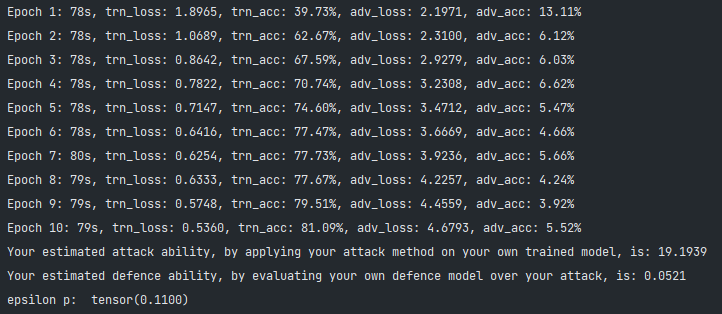 Epoch 1: 78s, trn_loss: 1.8965, trn_acc: 39.73%, adv_loss: 2.1971, adv_acc: 13.11%
Epoch 2: 78s, trn_loss: 1.0689, trn_acc: 62.67%, adv_loss: 2.3100, adv_acc: 6.12%
Epoch 3: 78s, trn_loss: 0.8642, trn_acc: 67.59%, adv_loss: 2.9279, adv_acc: 6.03%
Epoch 4: 78s, trn_loss: 0.7822, trn_acc: 70.74%, adv_loss: 3.2308, adv_acc: 6.62%
Epoch 5: 78s, trn_loss: 0.7147, trn_acc: 74.60%, adv_loss: 3.4712, adv_acc: 5.47%
Epoch 6: 78s, trn_loss: 0.6416, trn_acc: 77.47%, adv_loss: 3.6669, adv_acc: 4.66%
Epoch 7: 80s, trn_loss: 0.6254, trn_acc: 77.73%, adv_loss: 3.9236, adv_acc: 5.66%
Epoch 8: 79s, trn_loss: 0.6333, trn_acc: 77.67%, adv_loss: 4.2257, adv_acc: 4.24%
Epoch 9: 79s, trn_loss: 0.5748, trn_acc: 79.51%, adv_loss: 4.4559, adv_acc: 3.92%
Epoch 10: 79s, trn_loss: 0.5360, trn_acc: 81.09%, adv_loss: 4.6793, adv_acc: 5.52%
Your estimated attack ability, by applying your attack method on your own trained model, is: 19.1939
Your estimated defence ability, by evaluating your own defence model over your attack, is: 0.0521
epsilon p:  tensor(0.1100)